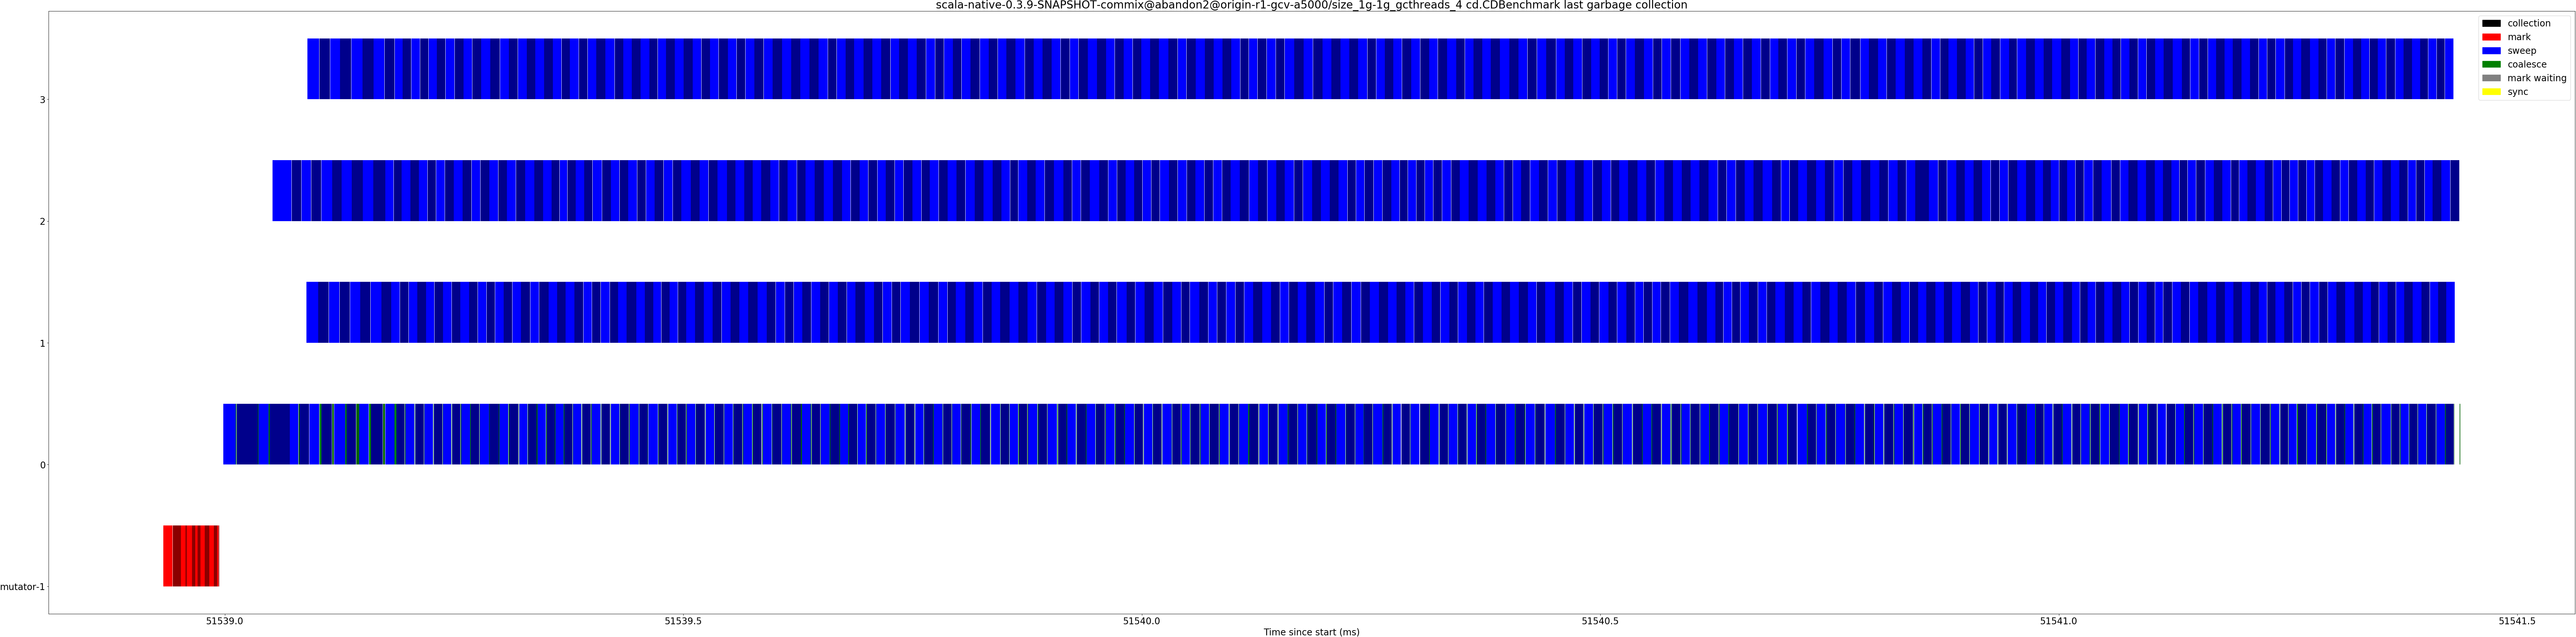 scala-native-0.3.9-SNAPSHOT-commix@abandon2@origin-r1-gcv-a5000/size_1g-1g_gcthreads_4 cd.CDBenchmark last garbage collection
collection
mark
sweep
coalesce
mark waiting
sync
3
2
1
0
mutator-1
51539.0
51539.5
51540.0
51540.5
51541.0
51541.5
Time since start (ms)